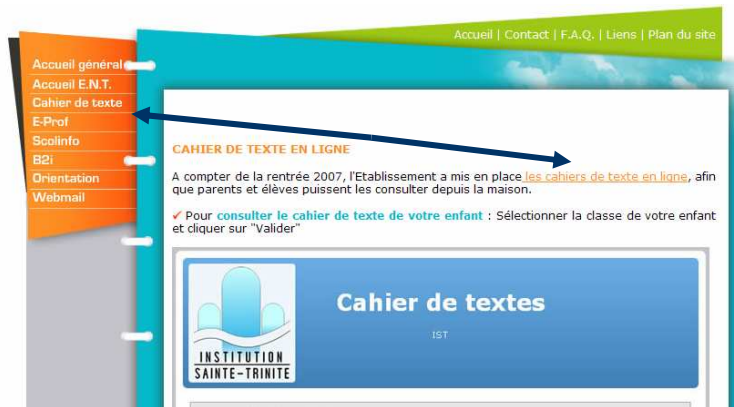 Accueil | Contact | F.A.Q. | Liens | Plan du site
Accueil général
Accueil E.N.T.
Cahier de texte
E-Prof
Scolinfo
B2i
Orientation
Webmail
CAHIER DE TEXTE EN LIGNE
A compter de la rentrée 2007, l'Etablissement a mis en place les cahiers de texte en ligne, afin
que parents et élèves puissent les consulter depuis la maison.
✓ Pour consulter le cahier de texte de votre enfant : Sélectionner la classe de votre enfant
et cliquer sur "Valider"
Cahier de textes
IST
INSTITUTION
SAINTE-TRINITE